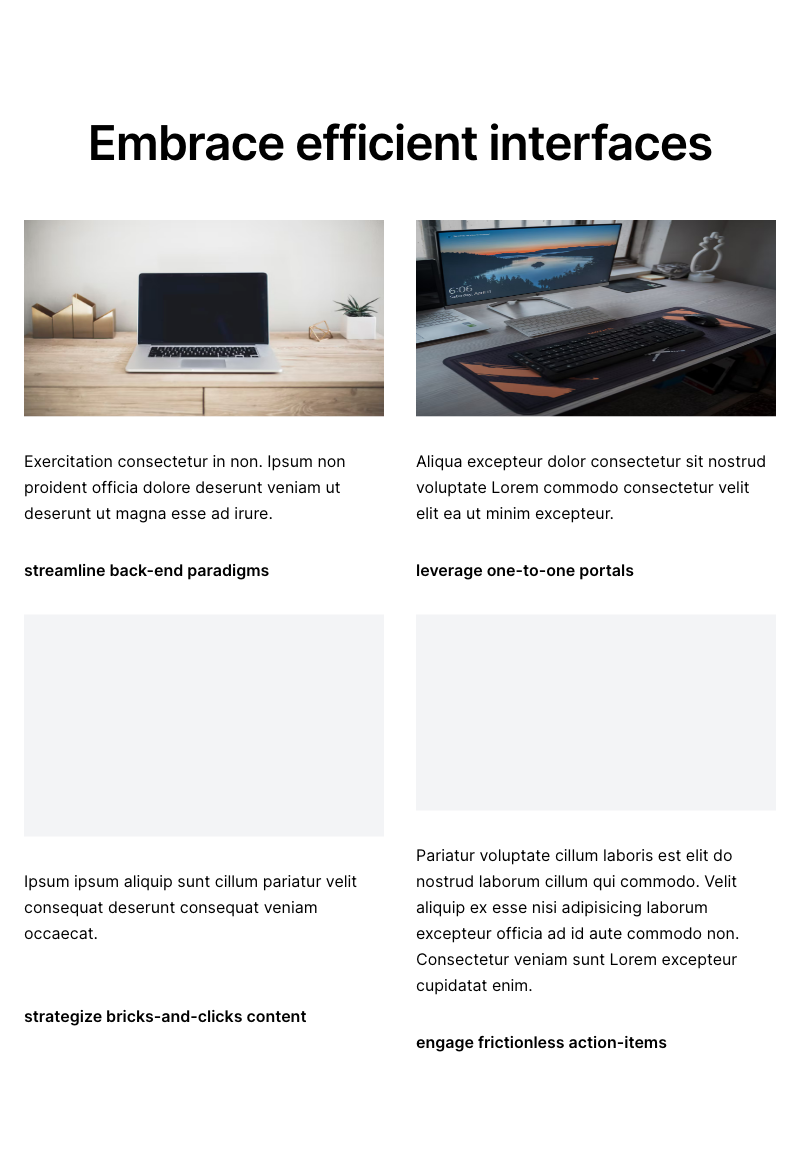 Embrace efficient interfaces
6:06
Exercitation consectetur in non. Ipsum non
proident officia dolore deserunt veniam ut
deserunt ut magna esse ad irure.
streamline back-end paradigms
Aliqua excepteur dolor consectetur sit nostrud
voluptate Lorem commodo consectetur velit
elit ea ut minim excepteur.
leverage one-to-one portals
Ipsum ipsum aliquip sunt cillum pariatur velit
consequat deserunt consequat veniam
occaecat.
strategize bricks-and-clicks content
Pariatur voluptate cillum laboris est elit do
nostrud laborum cillum qui commodo. Velit
aliquip ex esse nisi adipisicing laborum
excepteur officia ad id aute commodo non.
Consectetur veniam sunt Lorem excepteur
cupidatat enim.
engage frictionless action-items